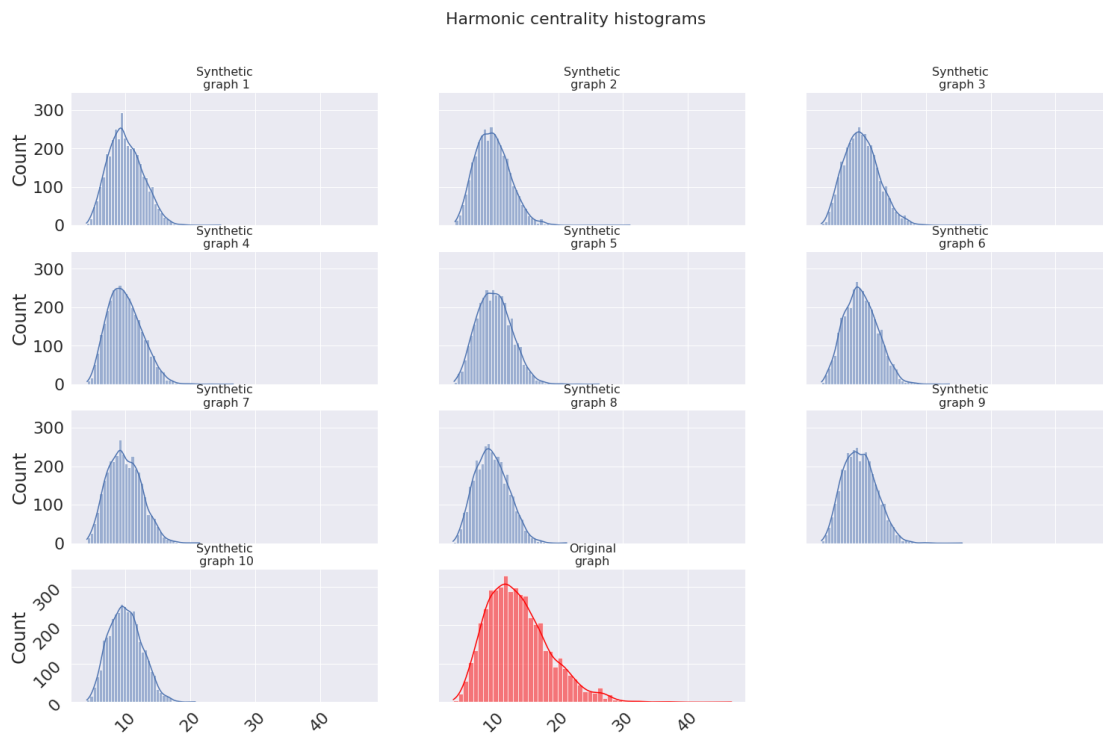 Harmonic centrality histograms
Synthetic
graph 1
Synthetic
graph 2
Synthetic
graph 3
300
200
100
0
Count
Synthetic
graph 4
Synthetic
graph 5
Synthetic
graph 6
300
200
100
0
Count
Synthetic
graph 7
Synthetic
graph 8
Synthetic
graph 9
300
200
100
0
Count
Synthetic
graph 10
Original
graph
300
200
100
0
Count
10 20 30 40
10 20 30 40